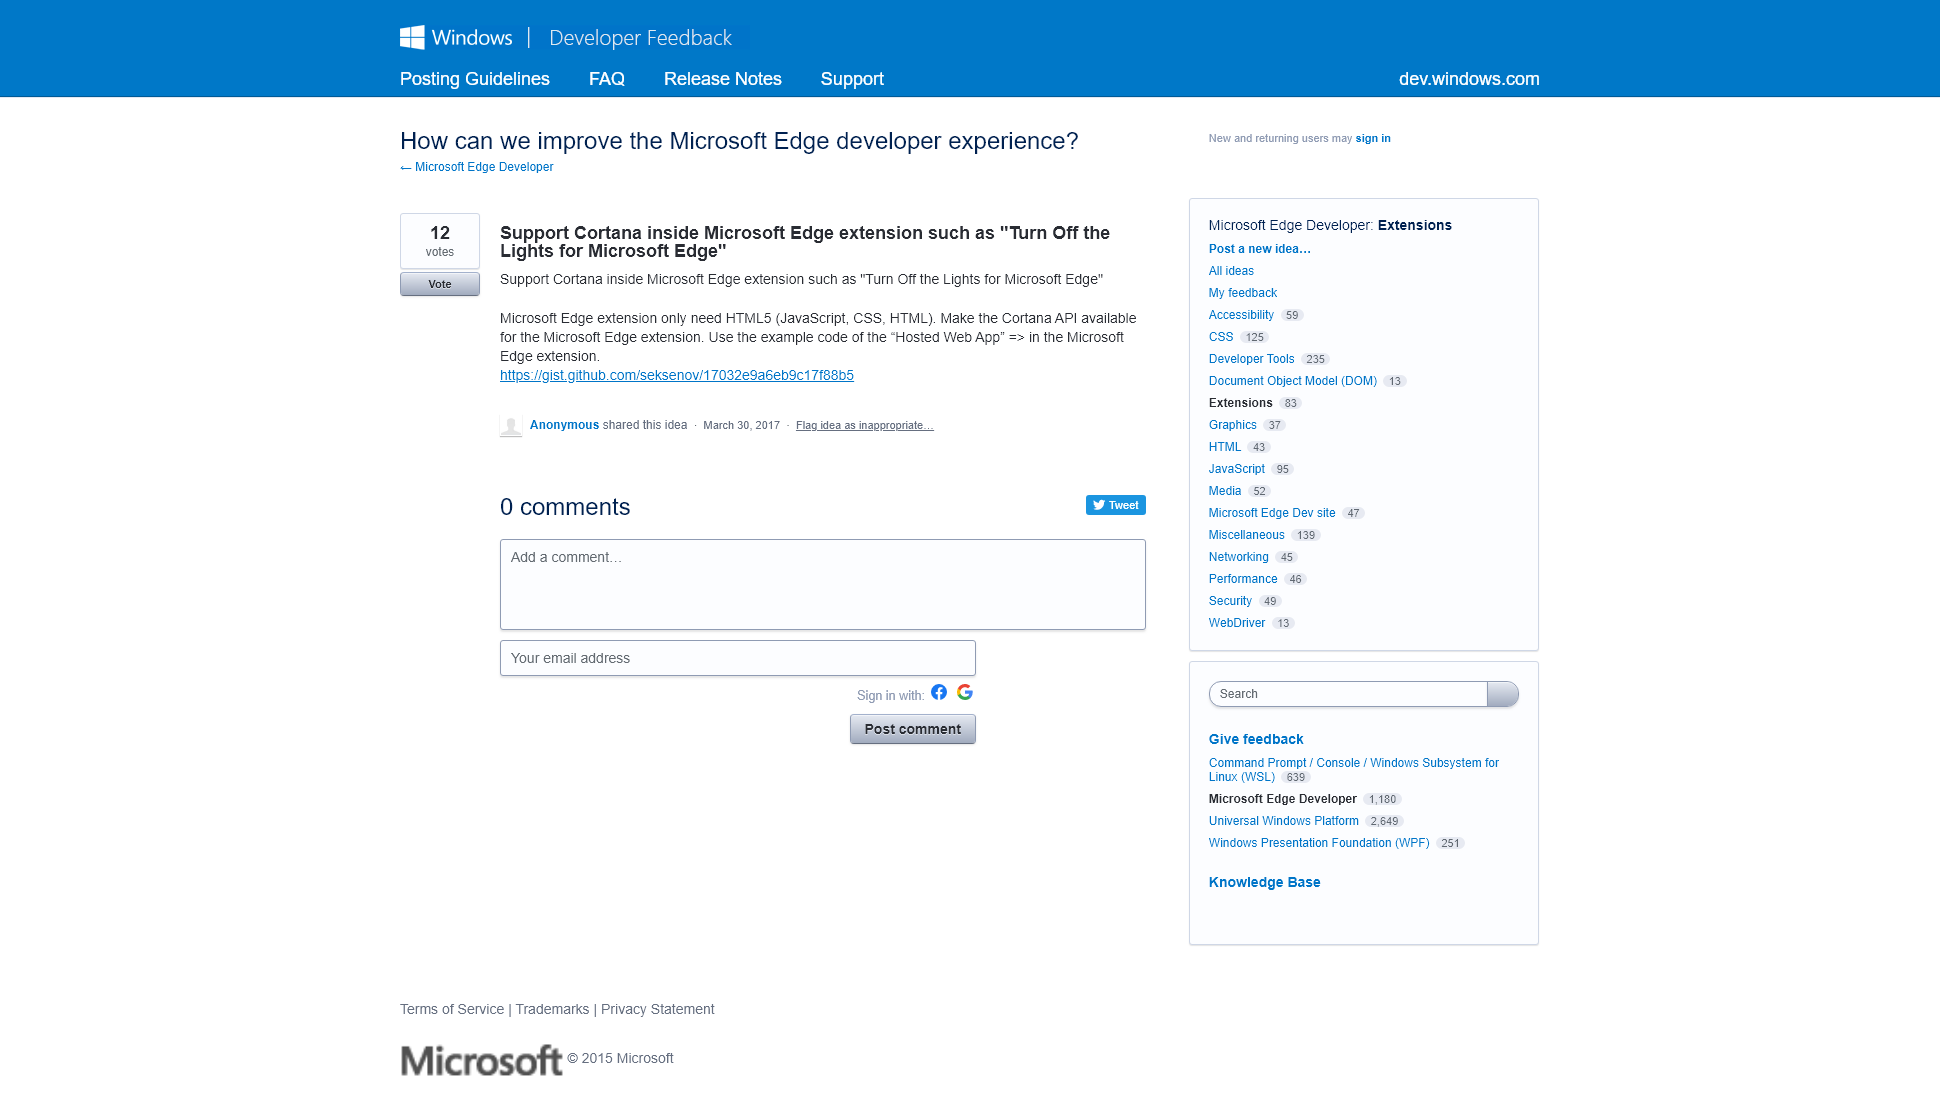 Windows | Developer Feedback
Posting Guidelines FAQ Release Notes Support dev.windows.com
How can we improve the Microsoft Edge developer experience?
← Microsoft Edge Developer
New and returning users may sign in
12
votes
Vote
Support Cortana inside Microsoft Edge extension such as "Turn Off the
Lights for Microsoft Edge"
Support Cortana inside Microsoft Edge extension such as "Turn Off the Lights for Microsoft Edge"
Microsoft Edge extension only need HTML5 (JavaScript, CSS, HTML). Make the Cortana API available
for the Microsoft Edge extension. Use the example code of the “Hosted Web App” => in the Microsoft
Edge extension.
https://gist.github.com/seksenov/17032e9a6eb9c17f88b5
Anonymous shared this idea · March 30, 2017 · Flag idea as inappropriate…
0 comments
Tweet
Add a comment…
Your email address
Sign in with:
Post comment
Microsoft Edge Developer: Extensions
Post a new idea…
All ideas
My feedback
Accessibility 59
CSS 125
Developer Tools 235
Document Object Model (DOM) 13
Extensions 83
Graphics 37
HTML 43
JavaScript 95
Media 52
Microsoft Edge Dev site 47
Miscellaneous 139
Networking 45
Performance 46
Security 49
WebDriver 13
Search
Give feedback
Command Prompt / Console / Windows Subsystem for
Linux (WSL) 639
Microsoft Edge Developer 1,180
Universal Windows Platform 2,649
Windows Presentation Foundation (WPF) 251
Knowledge Base
Terms of Service | Trademarks | Privacy Statement
Microsoft © 2015 Microsoft